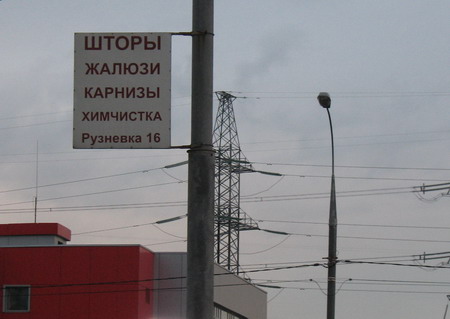 ШТОРЫ
ЖАЛЮЗИ
КАРНИЗЫ
ХИМЧИСТКА
Рузневка 16